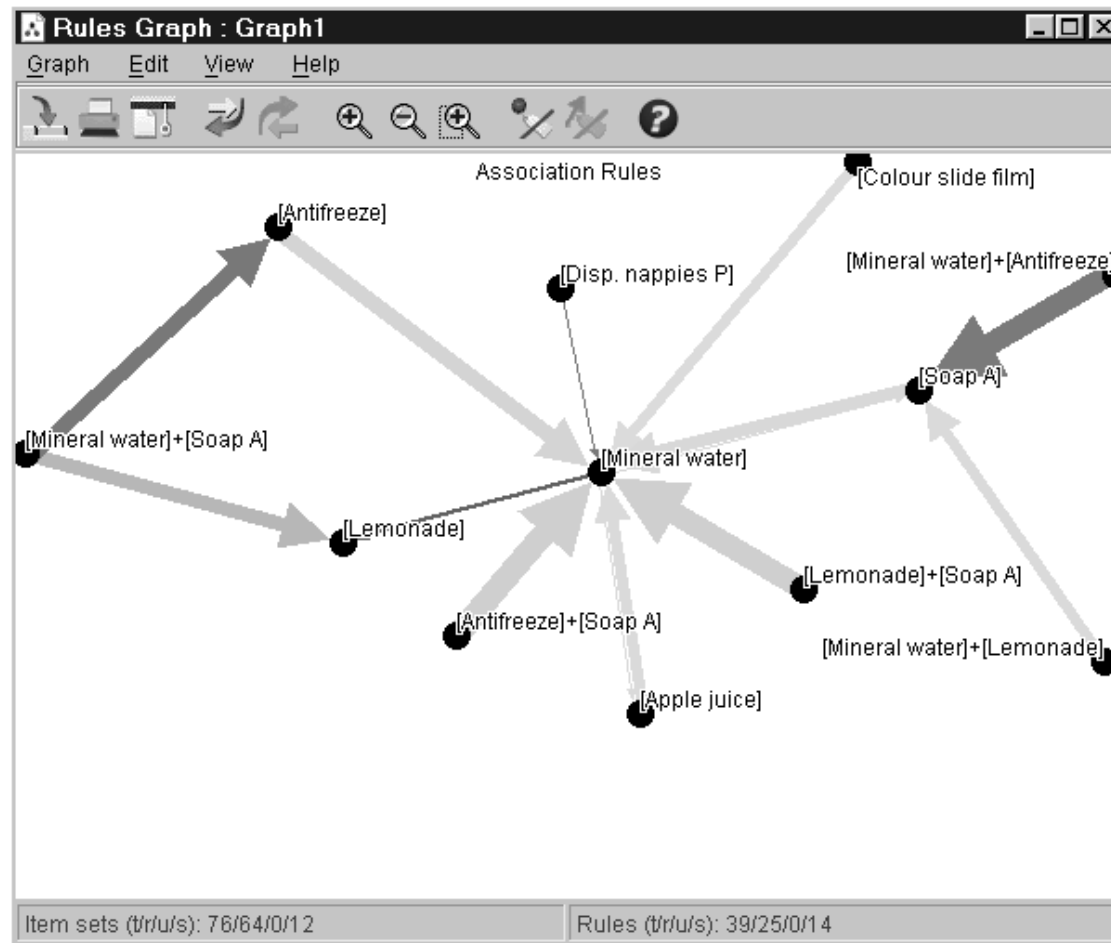 Rules Graph : Graph1
Graph Edit View Help
Association Rules
[Colour slide film]
[Antifreeze]
[Mineral water]+[Antifreeze]
[Disp. nappies P]
[Soap A]
[Mineral water]+[Soap A]
[Mineral water]
[Lemonade]
[Lemonade]+[Soap A]
[Antifreeze]+[Soap A]
[Mineral water]+[Lemonade]
[Apple juice]
Item sets (t/r/u/s): 76/64/0/12
Rules (t/r/u/s): 39/25/0/14